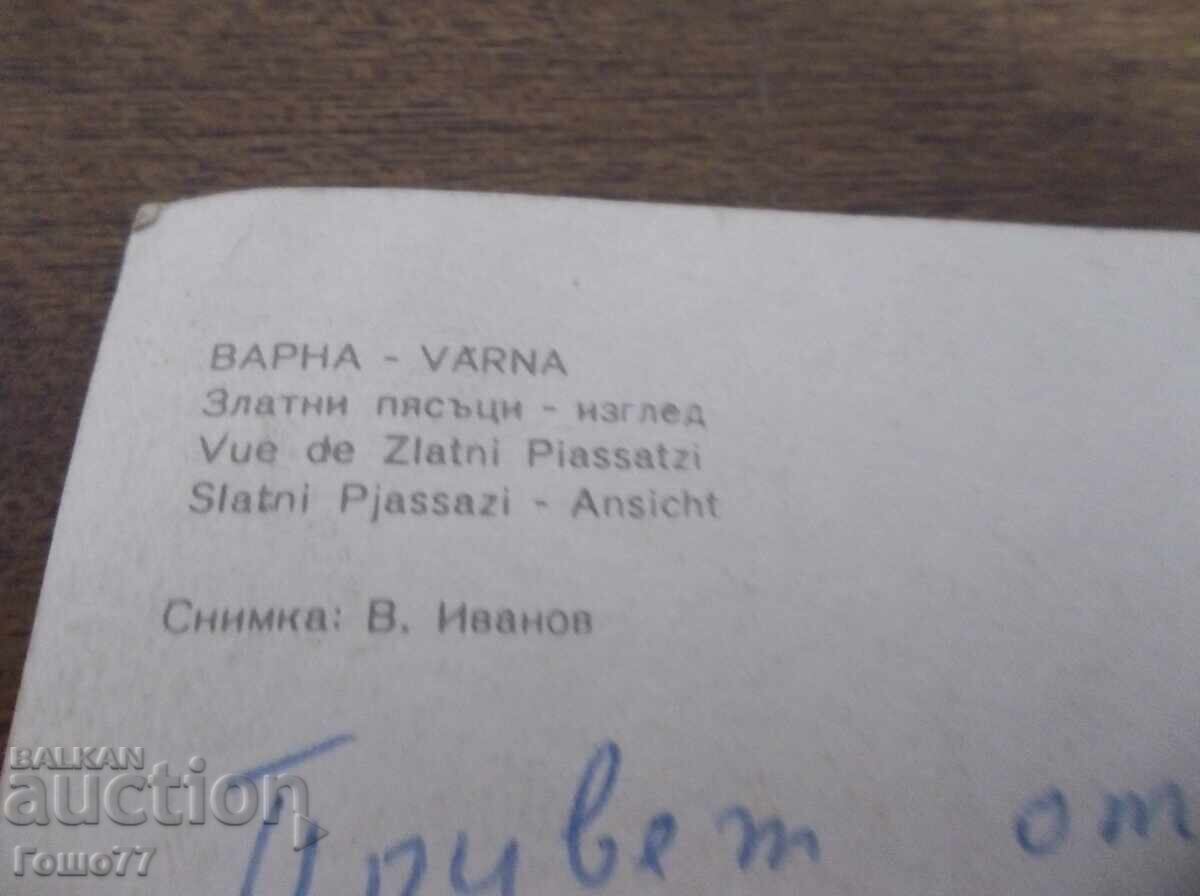 ВАРНА - VARNA
Златни пясъци - изглед
Vue de Zlatni Piassatzi
Slatni Pjassazi - Ansicht
Снимка: В. Иванов
Привет от
BALKAN
auction
Гошо77